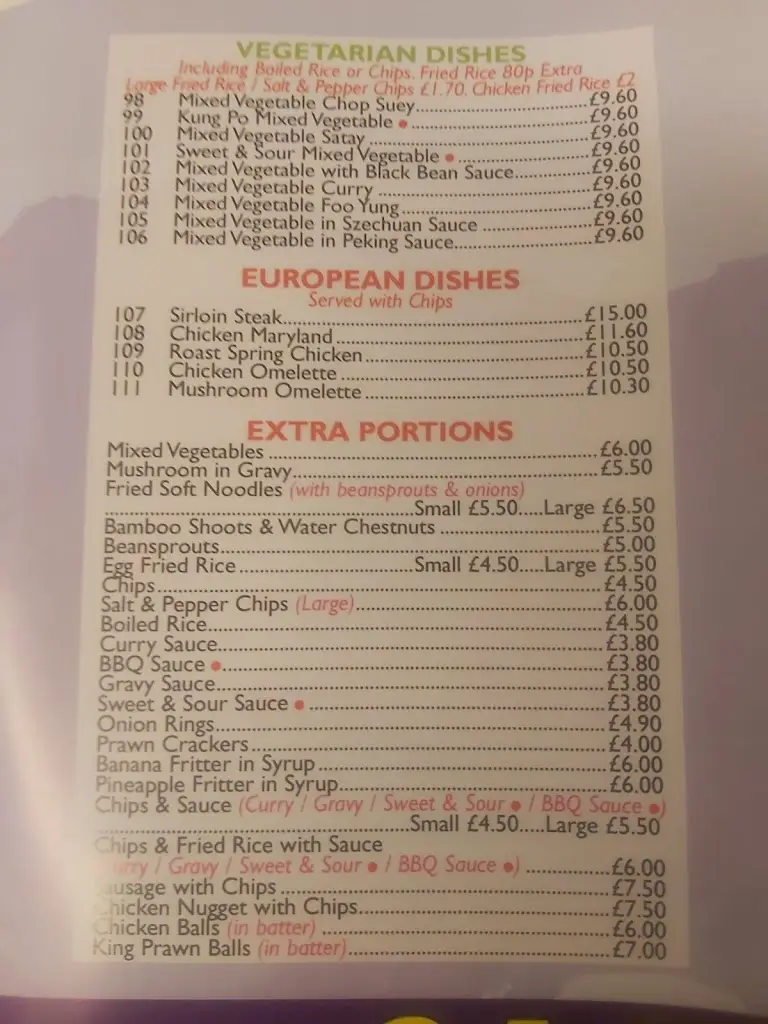 VEGETARIAN DISHES
Including Boiled Rice or Chips. Fried Rice 80p Extra
Large Fried Rice / Salt & Pepper Chips £1.70. Chicken Fried Rice £2
98 Mixed Vegetable Chop Suey £9.60
99 Kung Po Mixed Vegetable ● £9.60
100 Mixed Vegetable Satay £9.60
101 Sweet & Sour Mixed Vegetable ● £9.60
102 Mixed Vegetable with Black Bean Sauce £9.60
103 Mixed Vegetable Curry £9.60
104 Mixed Vegetable Foo Yung £9.60
105 Mixed Vegetable in Szechuan Sauce £9.60
106 Mixed Vegetable in Peking Sauce £9.60
EUROPEAN DISHES
Served with Chips
107 Sirloin Steak £15.00
108 Chicken Maryland £11.60
109 Roast Spring Chicken £10.50
110 Chicken Omelette £10.50
111 Mushroom Omelette £10.30
EXTRA PORTIONS
Mixed Vegetables £6.00
Mushroom in Gravy £5.50
Fried Soft Noodles (with beansprouts & onions)
Small £5.50....Large £6.50
Bamboo Shoots & Water Chestnuts £5.50
Beansprouts £5.00
Egg Fried Rice Small £4.50....Large £5.50
Chips £4.50
Salt & Pepper Chips (Large) £6.00
Boiled Rice £4.50
Curry Sauce £3.80
BBQ Sauce ● £3.80
Gravy Sauce £3.80
Sweet & Sour Sauce ● £3.80
Onion Rings £4.90
Prawn Crackers £4.00
Banana Fritter in Syrup £6.00
Pineapple Fritter in Syrup £6.00
Chips & Sauce (Curry / Gravy / Sweet & Sour ● / BBQ Sauce ●)
Small £4.50....Large £5.50
Chips & Fried Rice with Sauce
(Curry / Gravy / Sweet & Sour ● / BBQ Sauce ●) £6.00
Sausage with Chips £7.50
Chicken Nugget with Chips £7.50
Chicken Balls (in batter) £6.00
King Prawn Balls (in batter) £7.00